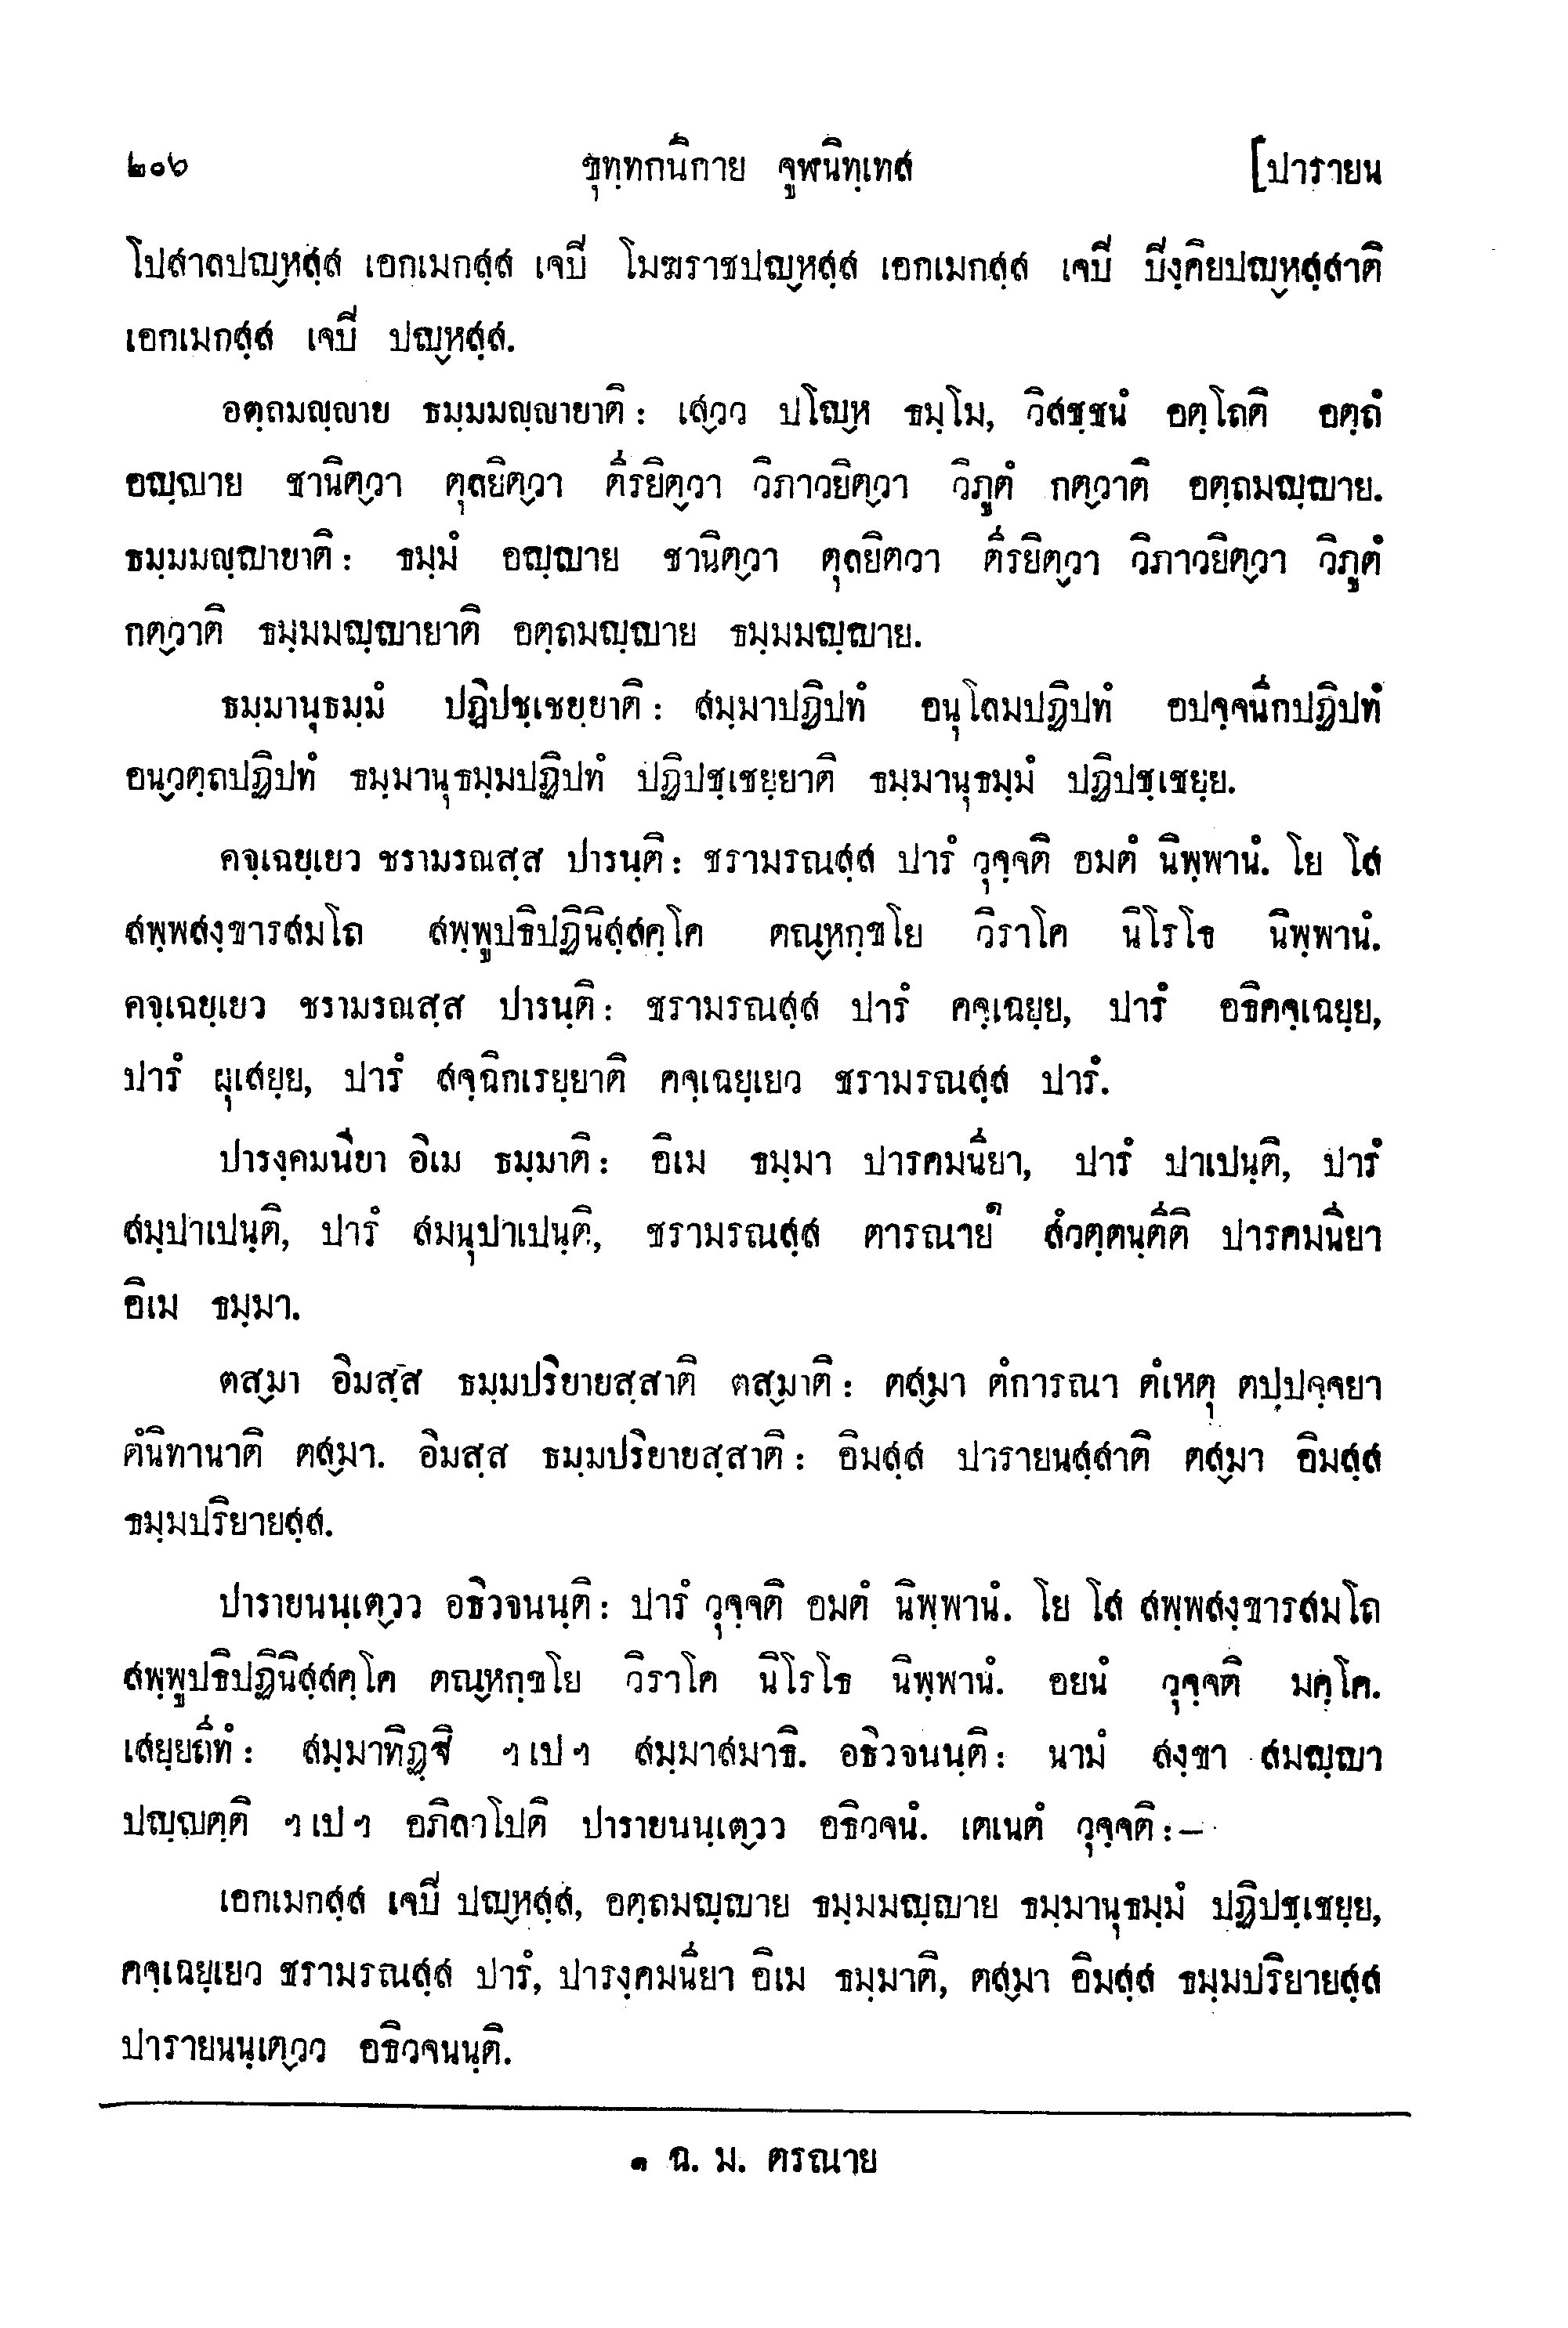 ๒๐๖ ขุทฺทกนิกาย จูฬนิทฺเทส [ปารายน
โปสาลปญฺหสฺส เอกเมกสฺส เจปิ โมฆราชปญฺหสฺส เอกเมกสฺส เจปิ ปิงฺคิยปญฺหสฺสาติ
เอกเมกสฺส เจปิ ปญฺหสฺส.
อตฺถมญฺญาย ธมฺมมญฺญายาติ : เสฺวว ปโญฺห ธมฺโม, วิสชฺชนํ อตฺโถติ อตฺถํ
อญฺญาย ชานิตฺวา ตุลยิตฺวา ตีรยิตฺวา วิภาวยิตฺวา วิภูตํ กตฺวาติ อตฺถมญฺญาย.
ธมฺมมญฺญายาติ : ธมฺมํ อญฺญาย ชานิตฺวา ตุลยิตวา ตีรยิตฺวา วิภาวยิตฺวา วิภูตํ
กตฺวาติ ธมฺมมญฺญายาติ อตฺถมญฺญาย ธมฺมมญฺญาย.
ธมฺมานุธมฺมํ ปฏิปชฺเชยฺยาติ : สมฺมาปฏิปทํ อนุโลมปฏิปทํ อปจฺจนีกปฏิปทํ
อนฺวตฺถปฏิปทํ ธมฺมานุธมฺมปฏิปทํ ปฏิปชฺเชยฺยาติ ธมฺมานุธมฺมํ ปฏิปชฺเชยฺย.
คจฺเฉยฺเยว ชรามรณสฺส ปารนฺติ : ชรามรณสฺส ปารํ วุจฺจติ อมตํ นิพฺพานํ. โย โส
สพฺพสงฺขารสมโถ สพฺพูปธิปฏินิสฺสคฺโค ตณฺหกฺขโย วิราโค นิโรโธ นิพฺพานํ.
คจฺเฉยฺเยว ชรามรณสฺส ปารนฺติ : ชรามรณสฺส ปารํ คจฺเฉยฺย, ปารํ อธิคจฺเฉยฺย,
ปารํ ผุเสยฺย, ปารํ สจฺฉิกเรยฺยาติ คจฺเฉยฺเยว ชรามรณสฺส ปารํ.
ปารงฺคมนียา อิเม ธมฺมาติ : อิเม ธมฺมา ปารคมนียา, ปารํ ปาเปนฺติ, ปารํ
สมฺปาเปนฺติ, ปารํ สมนุปาเปนฺติ, ชรามรณสฺส ตารณาย๑ สํวตฺตนฺตีติ ปารคมนียา
อิเม ธมฺมา.
ตสฺมา อิมสฺส ธมฺมปริยายสฺสาติ ตสฺมาติ : ตสฺมา ตํการณา ตํเหตุ ตปฺปจฺจยา
ตํนิทานาติ ตสฺมา. อิมสฺส ธมฺมปริยายสฺสาติ : อิมสฺส ปารายนสฺสาติ ตสฺมา อิมสฺส
ธมฺมปริยายสฺส.
ปารายนนฺเตฺวว อธิวจนนฺติ : ปารํ วุจฺจติ อมตํ นิพฺพานํ. โย โส สพฺพสงฺขารสมโถ
สพฺพูปธิปฏินิสฺสคฺโค ตณฺหกฺขโย วิราโค นิโรโธ นิพฺพานํ. อยนํ วุจฺจติ มคฺโค.
เสยฺยถีทํ : สมฺมาทิฏฺฐิ ฯ เป ฯ สมฺมาสมาธิ. อธิวจนนฺติ : นามํ สงฺขา สมญฺญา
ปญฺญตฺติ ฯ เป ฯ อภิลาโปติ ปารายนนฺเตฺวว อธิวจนํ. เตเนตํ วุจฺจติ :–
เอกเมกสฺส เจปิ ปญฺหสฺส, อตฺถมญฺญาย ธมฺมมญฺญาย ธมฺมานุธมฺมํ ปฏิปชฺเชยฺย,
คจฺเฉยฺเยว ชรามรณสฺส ปารํ, ปารงฺคมนียา อิเม ธมฺมาติ, ตสฺมา อิมสฺส ธมฺมปริยายสฺส
ปารายนนฺเตฺวว อธิวจนนฺติ.
๑ ฉ. ม. ตรณาย